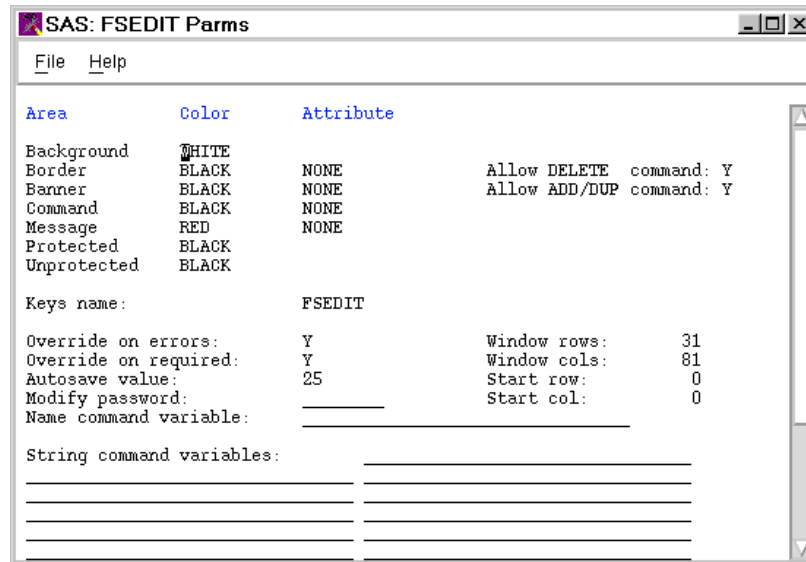 SAS: FSEDIT Parms
File Help
Area Color Attribute
Background WHITE
Border BLACK NONE Allow DELETE command: Y
Banner BLACK NONE Allow ADD/DUP command: Y
Command BLACK NONE
Message RED NONE
Protected BLACK
Unprotected BLACK
Keys name: FSEDIT
Override on errors: Y Window rows: 31
Override on required: Y Window cols: 81
Autosave value: 25 Start row: 0
Modify password: Start col: 0
Name command variable:
String command variables: